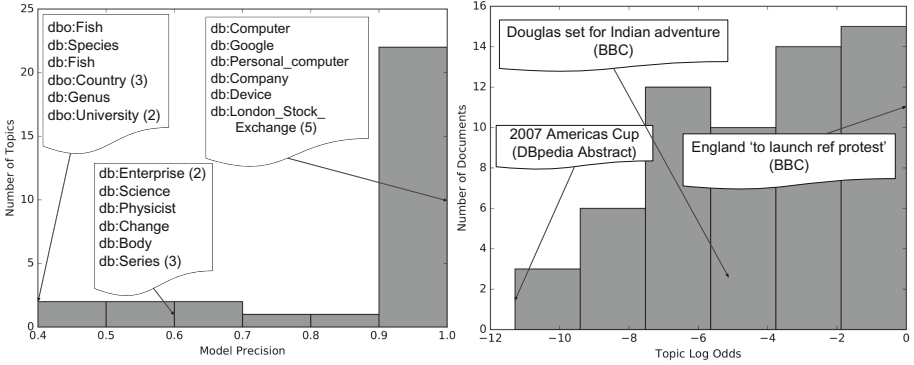 25
20
15
10
5
0
Number of Topics
dbo:Fish
db:Species
db:Fish
dbo:Country (3)
db:Genus
dbo:University (2)
db:Enterprise (2)
db:Science
db:Physicist
db:Change
db:Body
db:Series (3)
db:Computer
db:Google
db:Personal_computer
db:Company
db:Device
db:London_Stock_
Exchange (5)
0.4 0.5 0.6 0.7 0.8 0.9 1.0
Model Precision
16
14
12
10
8
6
4
2
0
Number of Documents
Douglas set for Indian adventure
(BBC)
2007 Americas Cup
(DBpedia Abstract)
England ‘to launch ref protest’
(BBC)
−12 −10 −8 −6 −4 −2 0
Topic Log Odds